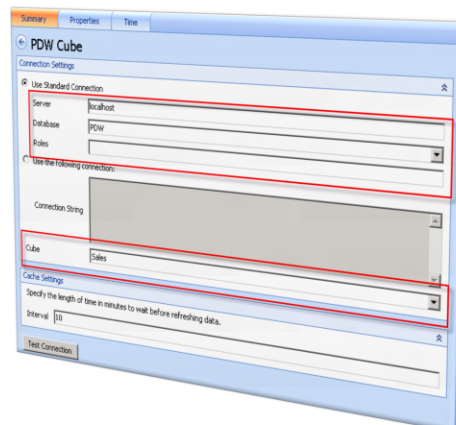 Summary Properties Time
PDW Cube
Connection Settings
Use Standard Connection
Server localhost
Database PDW
Roles
Use the following connection:
Connection String
Cube Sales
Cache Settings
Specify the length of time in minutes to wait before refreshing data.
Interval 10
Test Connection